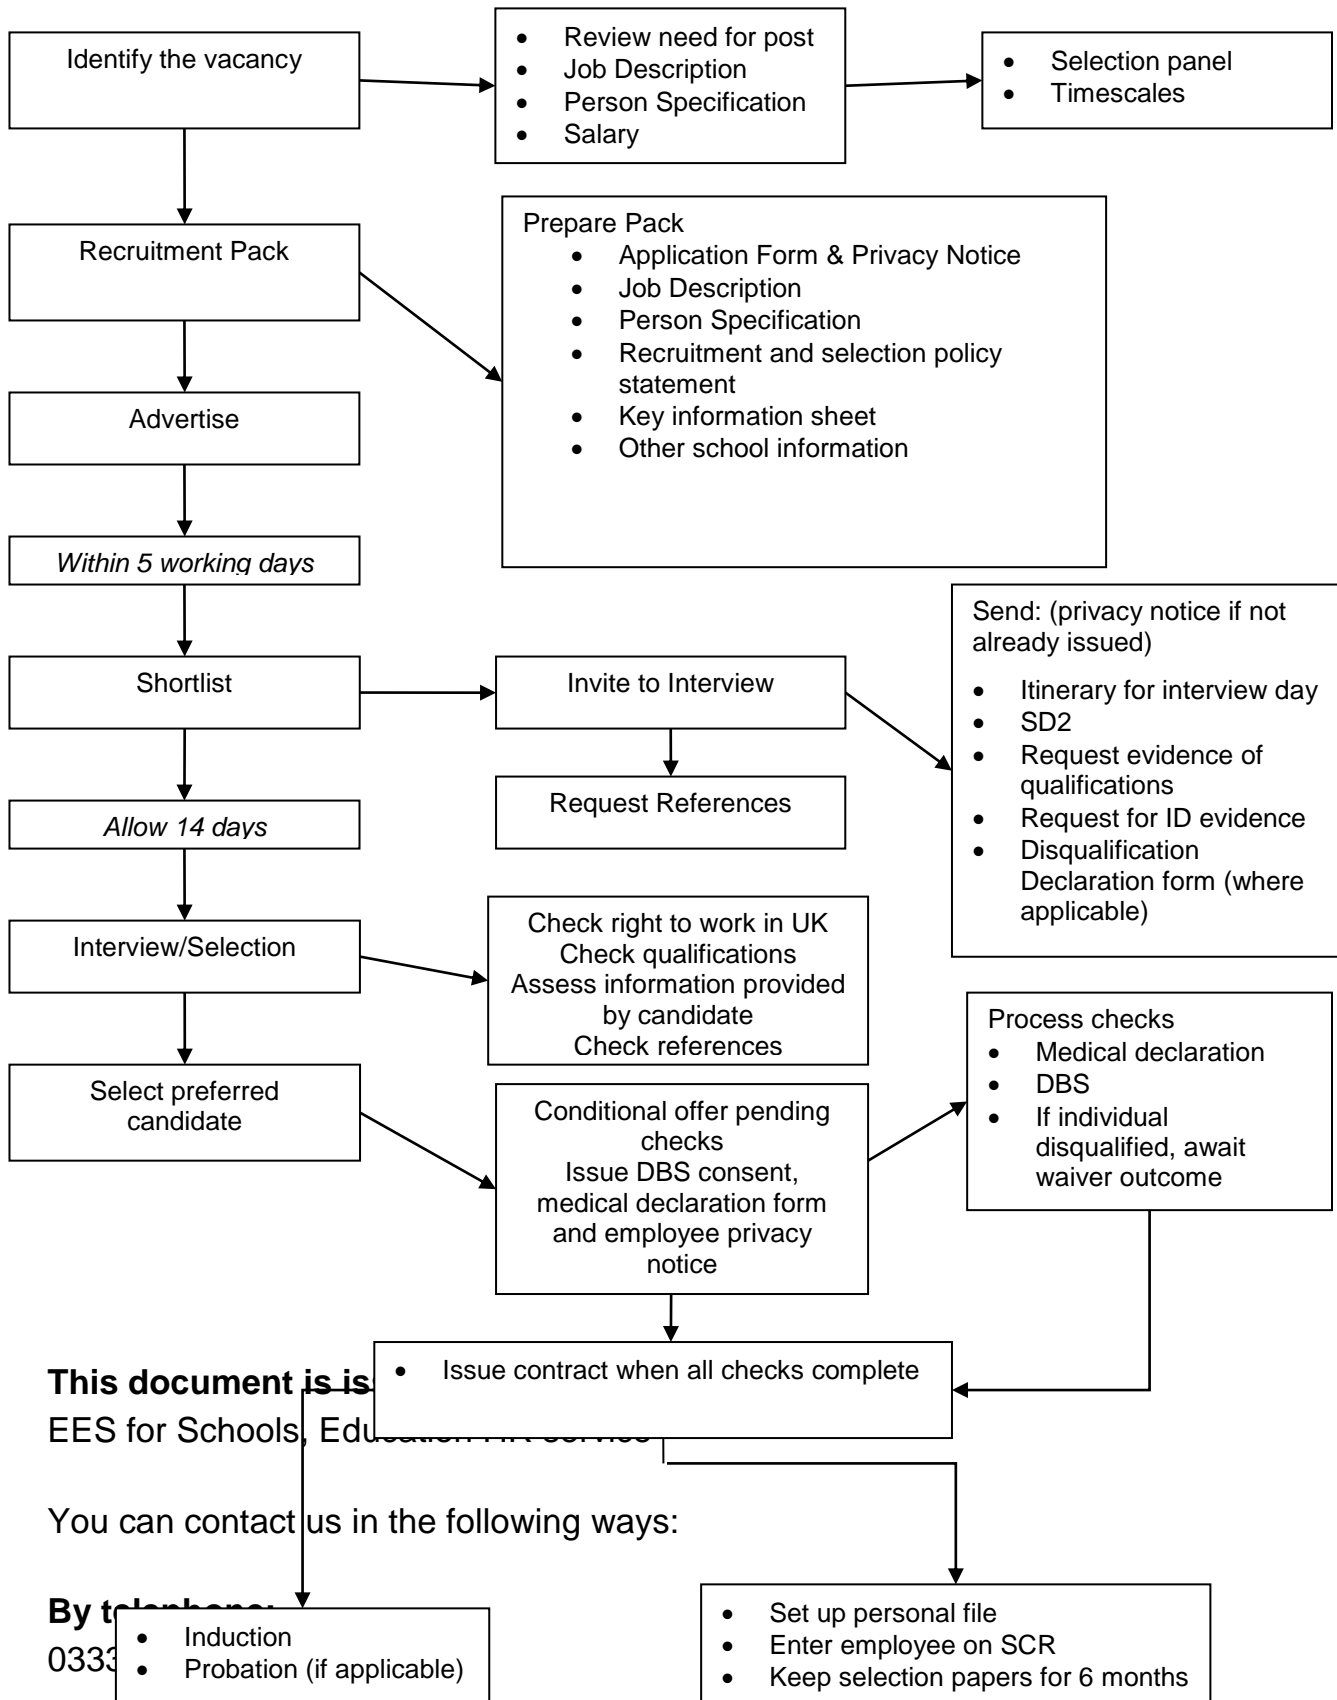 Identify the vacancy
• Review need for post
• Job Description
• Person Specification
• Salary
• Selection panel
• Timescales
Recruitment Pack
Prepare Pack
• Application Form & Privacy Notice
• Job Description
• Person Specification
• Recruitment and selection policy
statement
• Key information sheet
• Other school information
Advertise
Within 5 working days
Shortlist
Invite to Interview
Request References
Send: (privacy notice if not
already issued)
• Itinerary for interview day
• SD2
• Request evidence of
qualifications
• Request for ID evidence
• Disqualification
Declaration form (where
applicable)
Allow 14 days
Interview/Selection
Check right to work in UK
Check qualifications
Assess information provided
by candidate
Check references
Select preferred
candidate
Conditional offer pending
checks
Issue DBS consent,
medical declaration form
and employee privacy
notice
Process checks
• Medical declaration
• DBS
• If individual
disqualified, await
waiver outcome
• Issue contract when all checks complete
This document is
EES for Schools, Education HR service
You can contact us in the following ways:
By telephone:
0333
• Induction
• Probation (if applicable)
• Set up personal file
• Enter employee on SCR
• Keep selection papers for 6 months